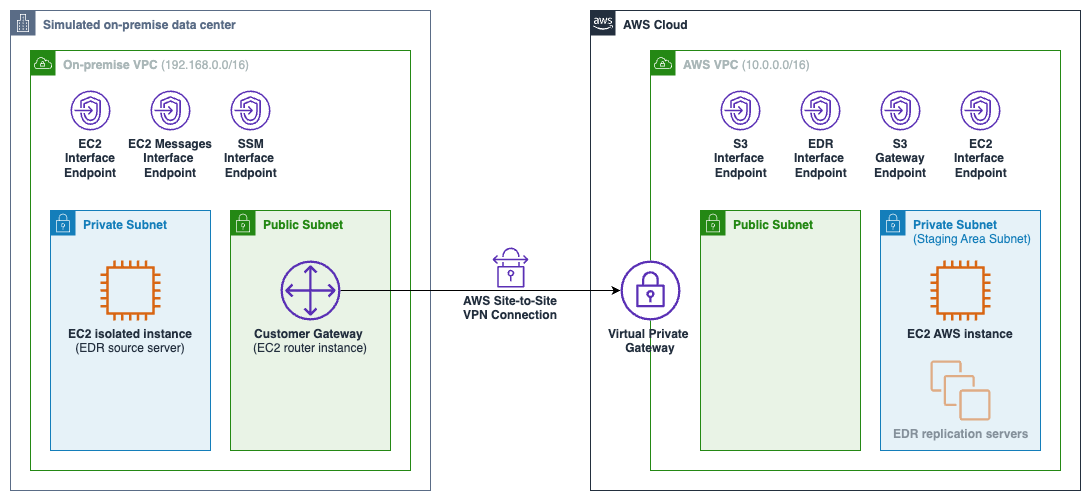 Simulated on-premise data center
On-premise VPC (192.168.0.0/16)
EC2
Interface
Endpoint
EC2 Messages
Interface
Endpoint
SSM
Interface
Endpoint
Private Subnet
EC2 isolated instance
(EDR source server)
Public Subnet
Customer Gateway
(EC2 router instance)
AWS Site-to-Site
VPN Connection
aws
AWS Cloud
AWS VPC (10.0.0.0/16)
S3
Interface
Endpoint
EDR
Interface
Endpoint
S3
Gateway
Endpoint
EC2
Interface
Endpoint
Virtual Private
Gateway
Public Subnet
Private Subnet
(Staging Area Subnet)
EC2 AWS instance
EDR replication servers